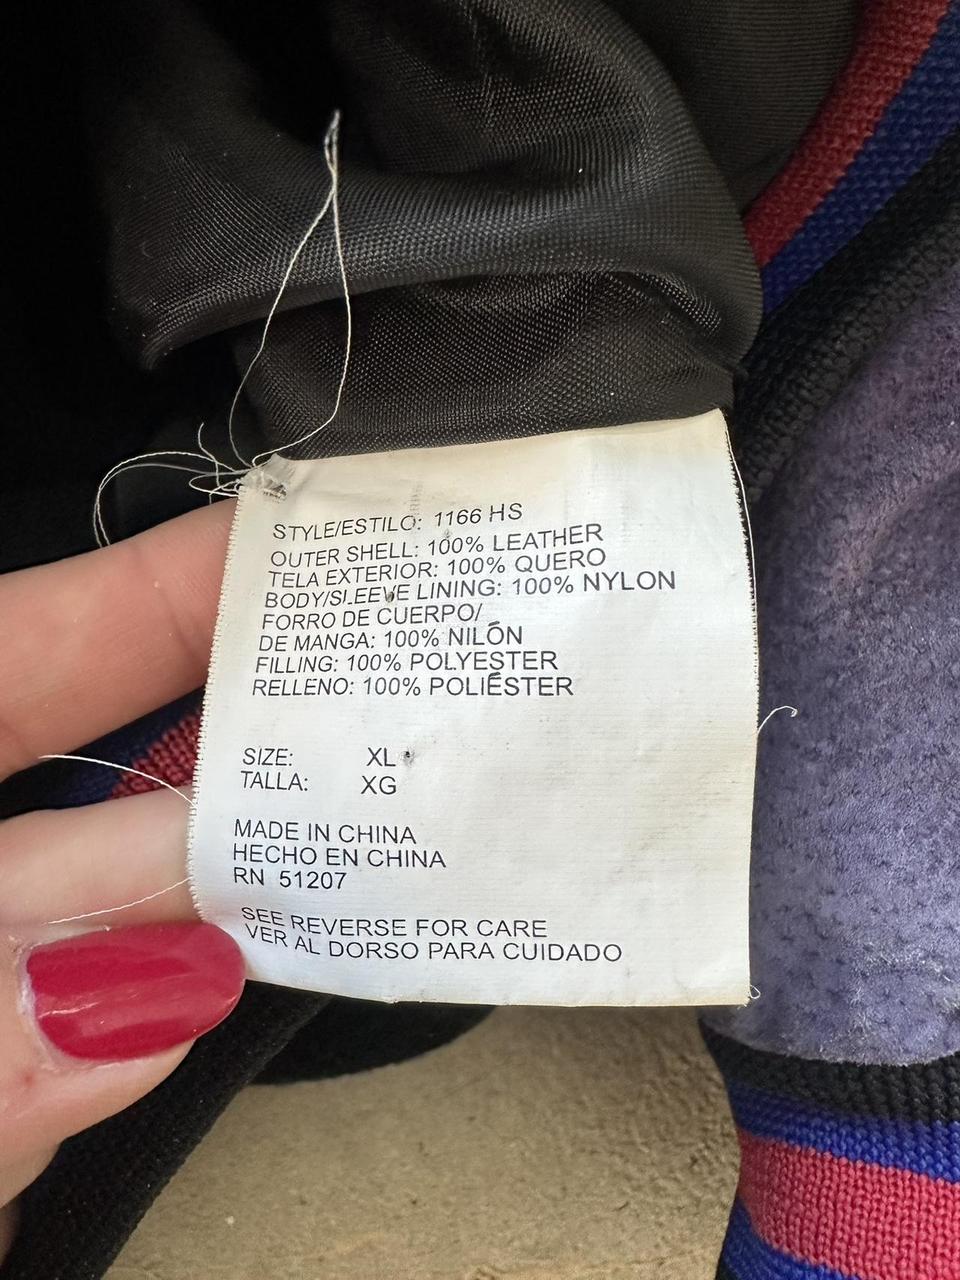 STYLE/ESTILO: 1166 HS
OUTER SHELL: 100% LEATHER
TELA EXTERIOR: 100% QUERO
BODY/SLEEVE LINING: 100% NYLON
FORRO DE CUERPO/
DE MANGA: 100% NILÓN
FILLING: 100% POLYESTER
RELLENO: 100% POLIÉSTER
SIZE: XL
TALLA: XG
MADE IN CHINA
HECHO EN CHINA
RN 51207
SEE REVERSE FOR CARE
VER AL DORSO PARA CUIDADO